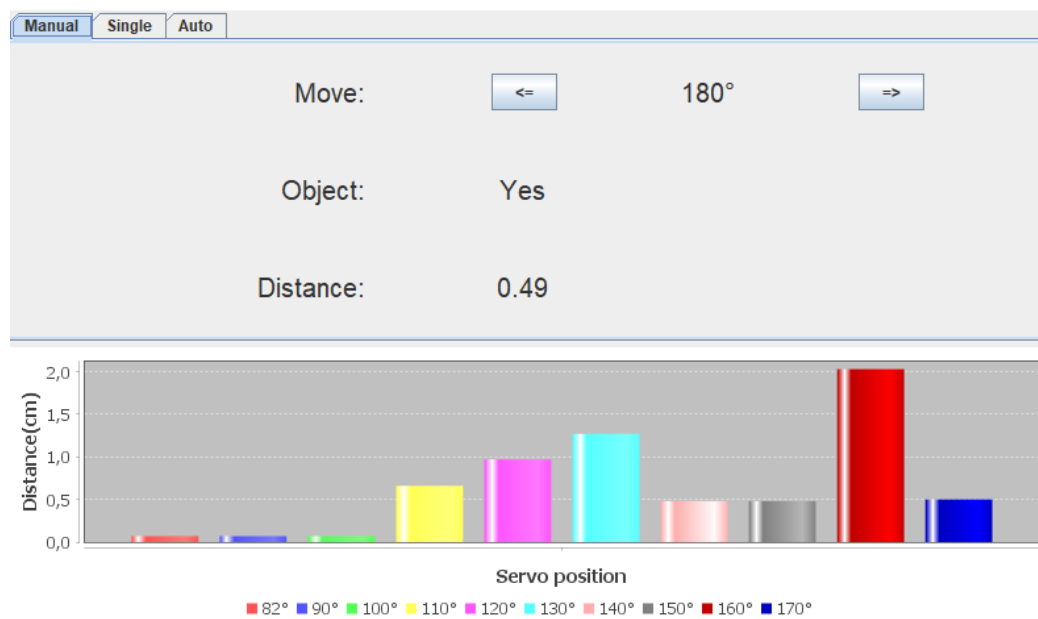 Manual Single Auto
Move: <= 180° =>
Object: Yes
Distance: 0.49
2,0
1,5
1,0
0,5
0,0
Distance(cm)
Servo position
82° 90° 100° 110° 120° 130° 140° 150° 160° 170°